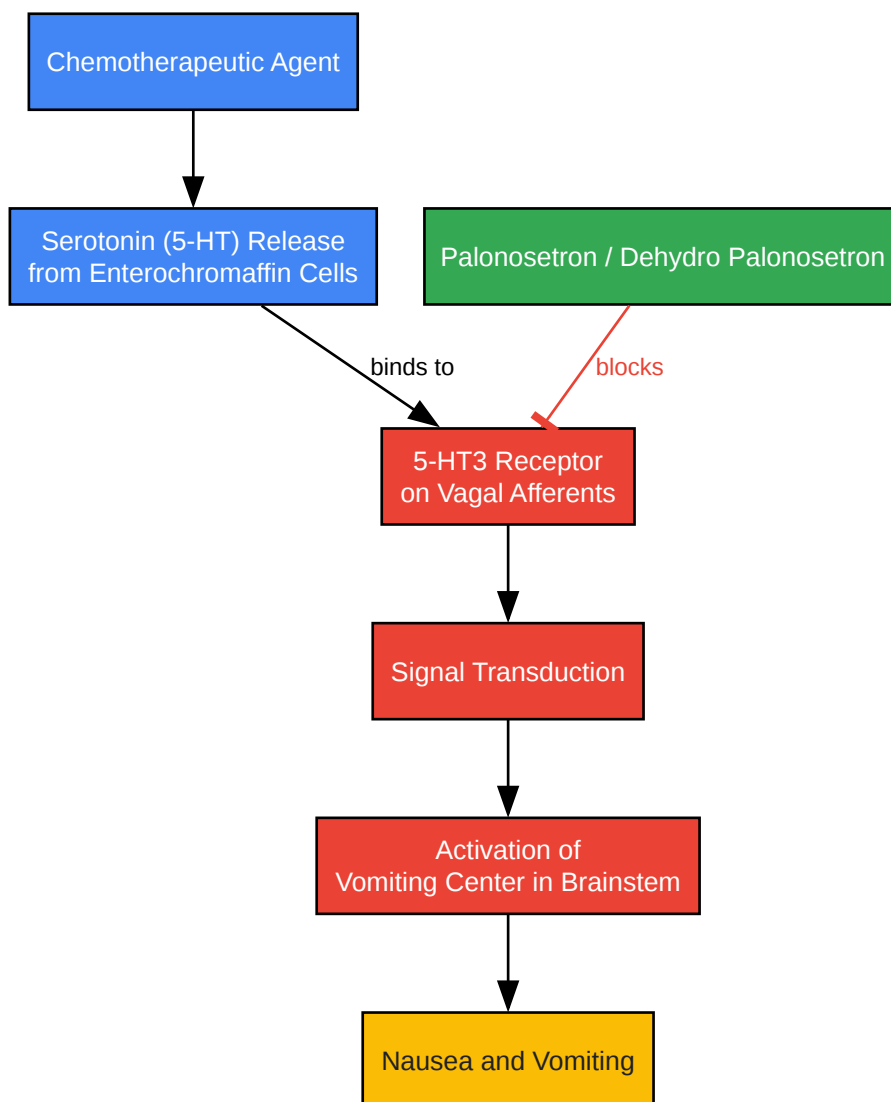 Chemotherapeutic Agent
Serotonin (5-HT) Release
from Enterochromaffin Cells
Palonosetron / Dehydro Palonosetron
binds to
blocks
5-HT3 Receptor
on Vagal Afferents
Signal Transduction
Activation of
Vomiting Center in Brainstem
Nausea and Vomiting